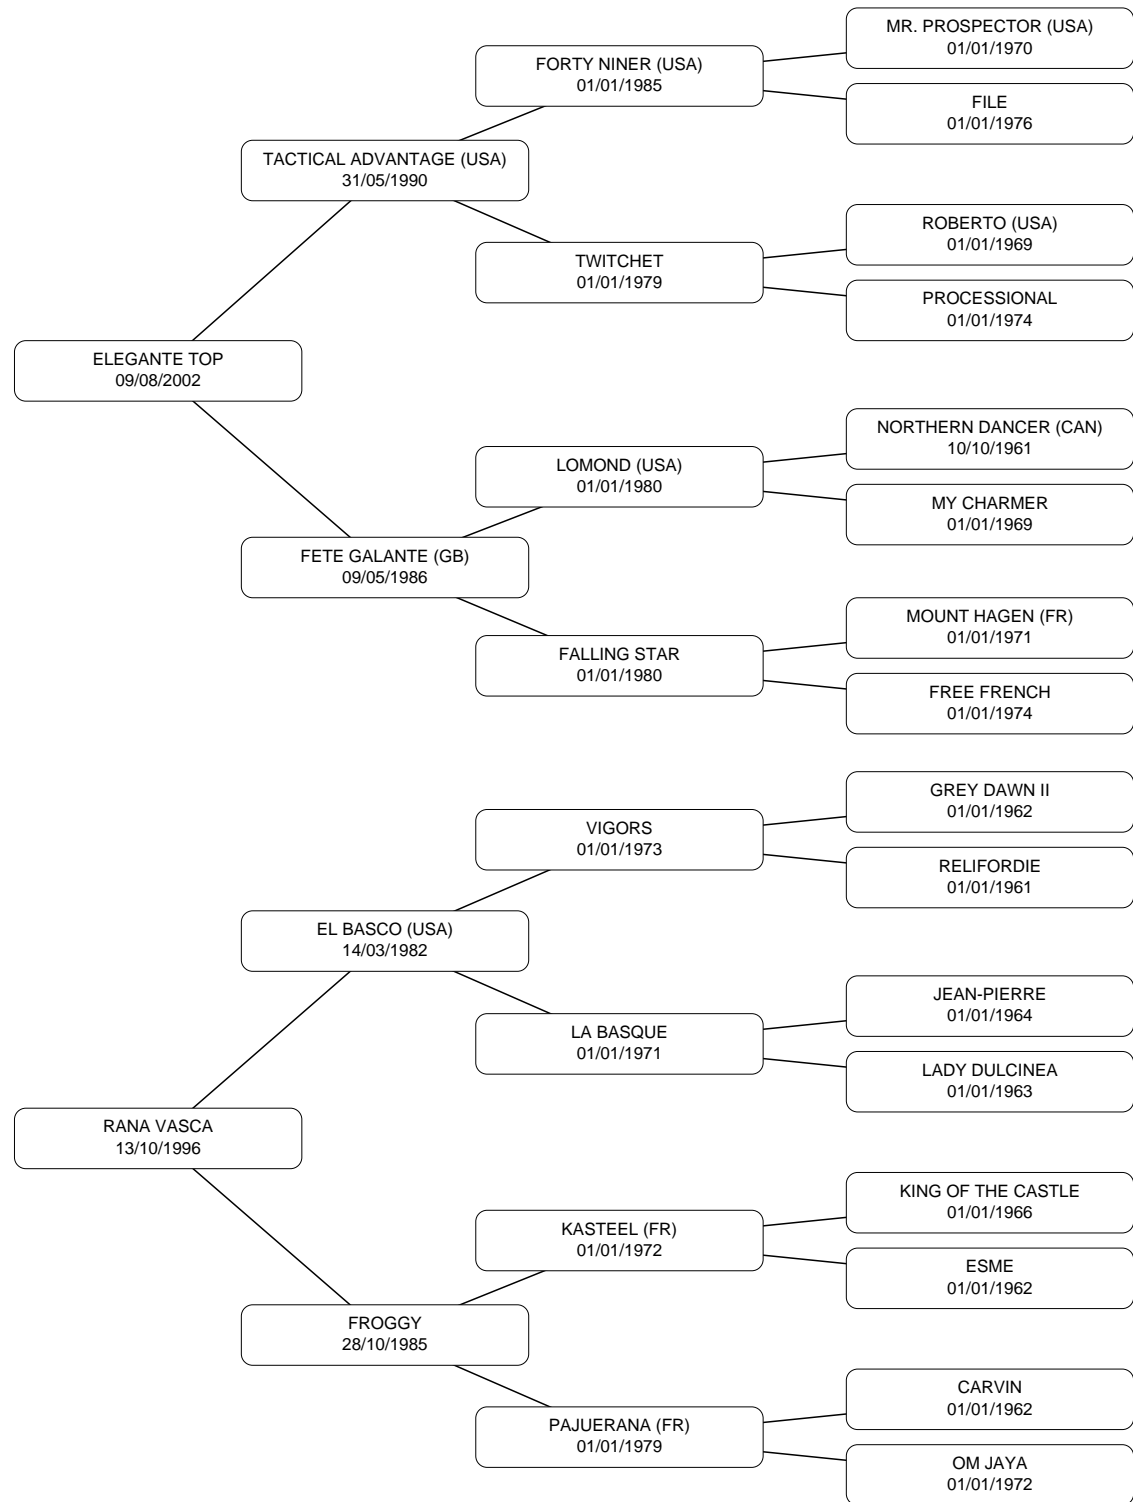 MR. PROSPECTOR (USA)
01/01/1970
FORTY NINER (USA)
01/01/1985
FILE
01/01/1976
TACTICAL ADVANTAGE (USA)
31/05/1990
ROBERTO (USA)
01/01/1969
TWITCHET
01/01/1979
PROCESSIONAL
01/01/1974
ELEGANTE TOP
09/08/2002
NORTHERN DANCER (CAN)
10/10/1961
LOMOND (USA)
01/01/1980
MY CHARMER
01/01/1969
FETE GALANTE (GB)
09/05/1986
MOUNT HAGEN (FR)
01/01/1971
FALLING STAR
01/01/1980
FREE FRENCH
01/01/1974
GREY DAWN II
01/01/1962
VIGORS
01/01/1973
RELIFORDIE
01/01/1961
EL BASCO (USA)
14/03/1982
JEAN-PIERRE
01/01/1964
LA BASQUE
01/01/1971
LADY DULCINEA
01/01/1963
RANA VASCA
13/10/1996
KING OF THE CASTLE
01/01/1966
KASTEEL (FR)
01/01/1972
ESME
01/01/1962
FROGGY
28/10/1985
CARVIN
01/01/1962
PAJUERANA (FR)
01/01/1979
OM JAYA
01/01/1972